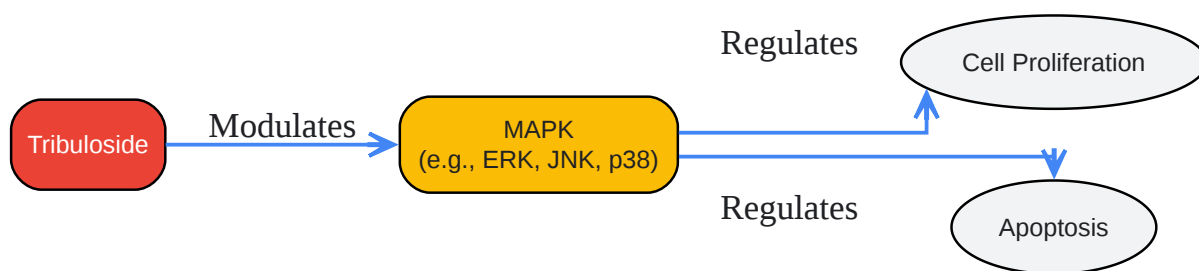 Tribuloside
Modulates
MAPK
(e.g., ERK, JNK, p38)
Regulates
Cell Proliferation
Regulates
Apoptosis